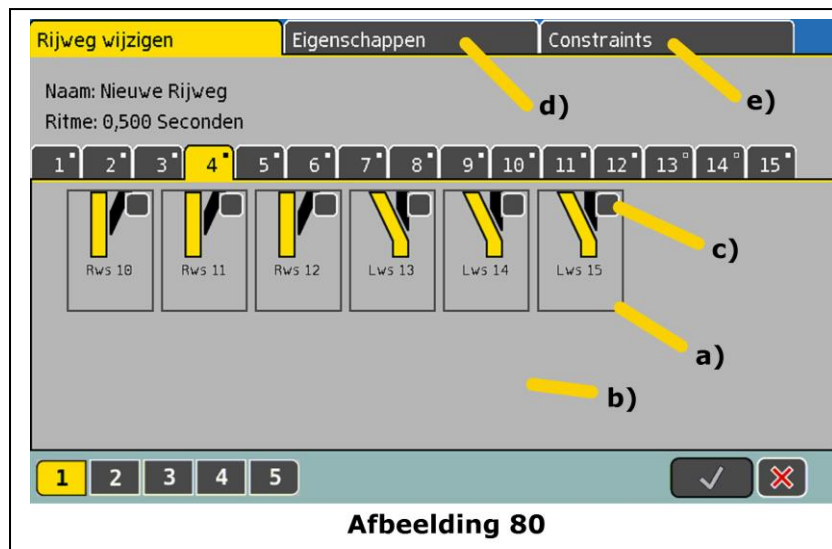 Rijweg wijzigen Eigenschappen Constraints
Naam: Nieuwe Rijweg
Ritme: 0,500 Seconden
d)
e)
1 2 3 4 5 6 7 8 9 10 11 12 13 14 15
Rws 10 Rws 11 Rws 12 Lws 13 Lws 14 Lws 15
c)
a)
b)
1 2 3 4 5
Afbeelding 80